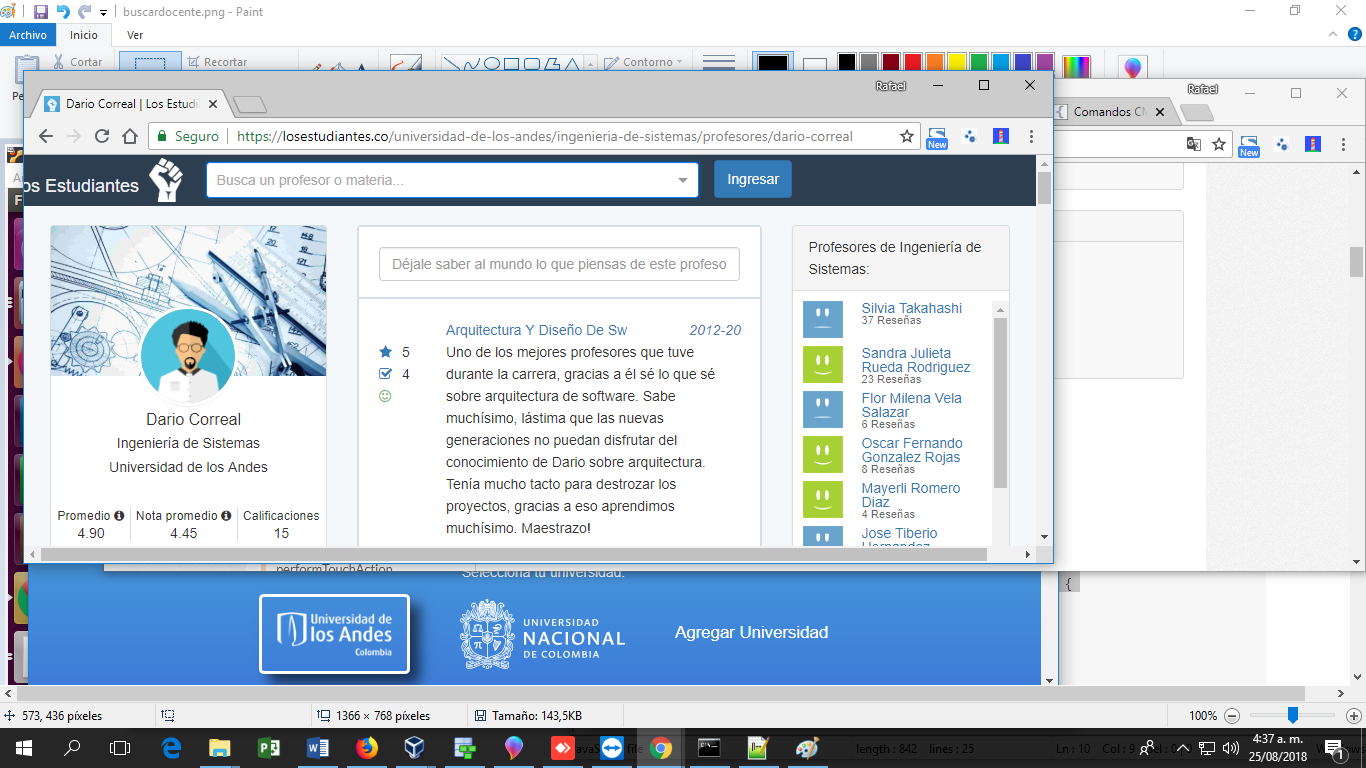 buscardocente.png - Paint
Archivo
Inicio
Ver
Cortar
Recortar
Contorno
Rafael
Rafael
Dario Correal | Los Estudi
Comandos CM
Seguro
https://losestudiantes.co/universidad-de-los-andes/ingenieria-de-sistemas/profesores/dario-correal
New
New
os Estudiantes
Busca un profesor o materia...
Ingresar
Déjale saber al mundo lo que piensas de este profeso
Profesores de Ingeniería de
Sistemas:
Dario Correal
Ingeniería de Sistemas
Universidad de los Andes
Promedio
4.90
Nota promedio
4.45
Calificaciones
15
Arquitectura Y Diseño De Sw
2012-20
5
4
Uno de los mejores profesores que tuve
durante la carrera, gracias a él sé lo que sé
sobre arquitectura de software. Sabe
muchísimo, lástima que las nuevas
generaciones no puedan disfrutar del
conocimiento de Dario sobre arquitectura.
Tenía mucho tacto para destrozar los
proyectos, gracias a eso aprendimos
muchísimo. Maestrazo!
Silvia Takahashi
37 Reseñas
Sandra Julieta
Rueda Rodriguez
23 Reseñas
Flor Milena Vela
Salazar
6 Reseñas
Oscar Fernando
Gonzalez Rojas
8 Reseñas
Mayerli Romero
Diaz
4 Reseñas
Jose Tiberio
Hernandez
performTouchAction
Selecciona tu universidad:
{
Universidad de
los Andes
Colombia
UNIVERSIDAD
NACIONAL
DE COLOMBIA
Agregar Universidad
573, 436 píxeles
1366 × 768 píxeles
Tamaño: 143,5KB
100%
length : 842 lines : 25
Ln : 10 Col : 9
4:37 a. m.
25/08/2018
1